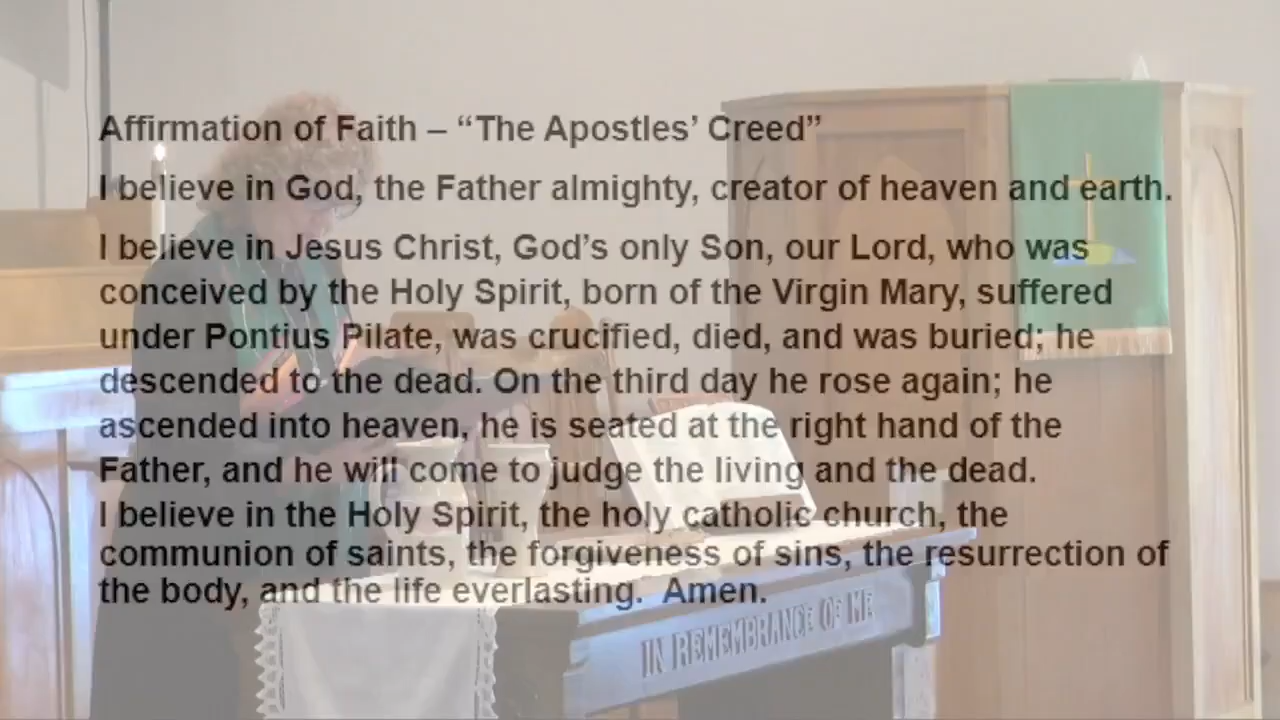 Affirmation of Faith – “The Apostles’ Creed”
I believe in God, the Father almighty, creator of heaven and earth.
I believe in Jesus Christ, God’s only Son, our Lord, who was
conceived by the Holy Spirit, born of the Virgin Mary, suffered
under Pontius Pilate, was crucified, died, and was buried; he
descended to the dead. On the third day he rose again; he
ascended into heaven, he is seated at the right hand of the
Father, and he will come to judge the living and the dead.
I believe in the Holy Spirit, the holy catholic church, the
communion of saints, the forgiveness of sins, the resurrection of
the body, and the life everlasting.  Amen.
IN REMEMBRANCE OF ME